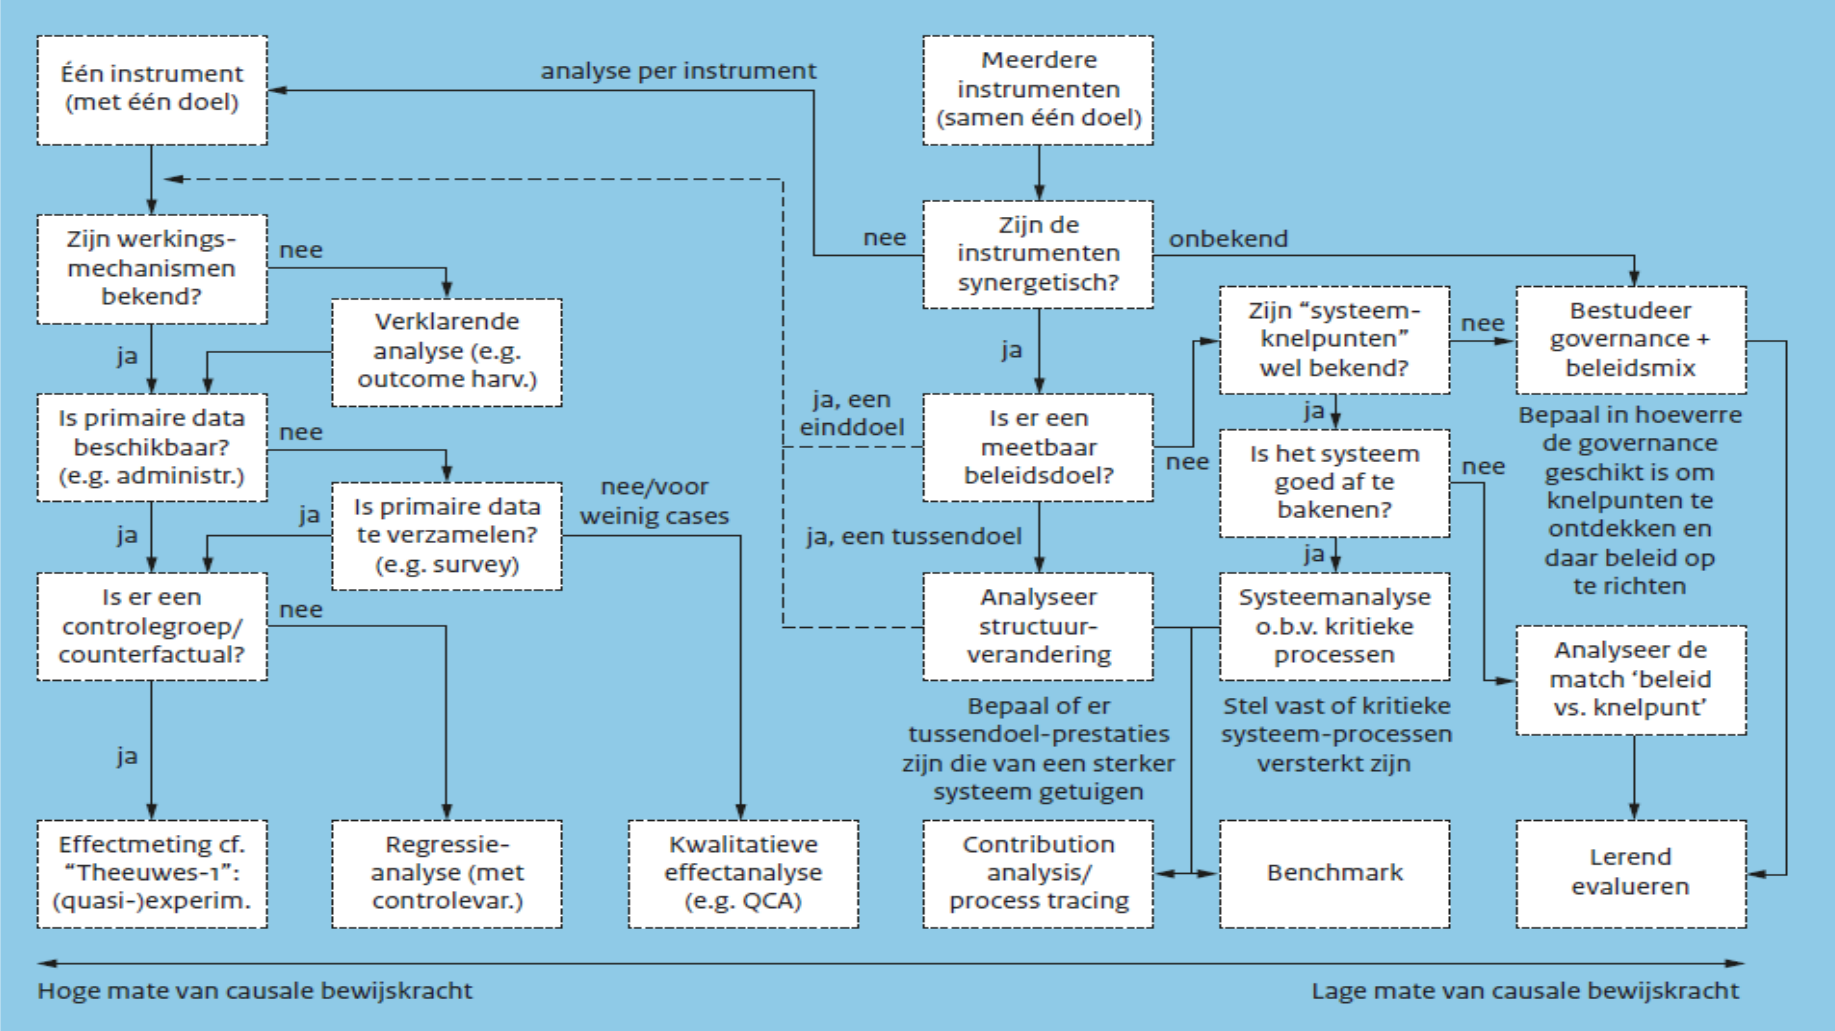 Één instrument
(met één doel)
analyse per instrument
Meerdere
instrumenten
(samen één doel)
Zijn werkings-
mechanismen
bekend?
nee
ja
Verklarende
analyse (e.g.
outcome harv.)
Is primaire data
beschikbaar?
(e.g. administr.)
nee
ja
Is primaire data
te verzamelen?
(e.g. survey)
ja
nee/voor
weinig cases
Is er een
controlegroep/
counterfactual?
nee
ja
Effectmeting cf.
“Theeuwes-1”:
(quasi-)experim.
Regressie-
analyse (met
controlevar.)
Kwalitatieve
effectanalyse
(e.g. QCA)
Zijn de
instrumenten
synergetisch?
nee
onbekend
ja
Is er een
meetbaar
beleidsdoel?
ja, een
einddoel
nee
ja, een tussendoel
Analyseer
structuur-
verandering
Bepaal of er
tussendoel-prestaties
zijn die van een sterker
systeem getuigen
Contribution
analysis/
process tracing
Zijn “systeem-
knelpunten”
wel bekend?
nee
ja
Is het systeem
goed af te
bakenen?
nee
ja
Systeemanalyse
o.b.v. kritieke
processen
Stel vast of kritieke
systeem-processen
versterkt zijn
Benchmark
Bestudeer
governance +
beleidsmix
Bepaal in hoeverre
de governance
geschikt is om
knelpunten te
ontdekken en
daar beleid op
te richten
Analyseer de
match ‘beleid
vs. knelpunt’
Lerend
evalueren
Hoge mate van causale bewijskracht
Lage mate van causale bewijskracht